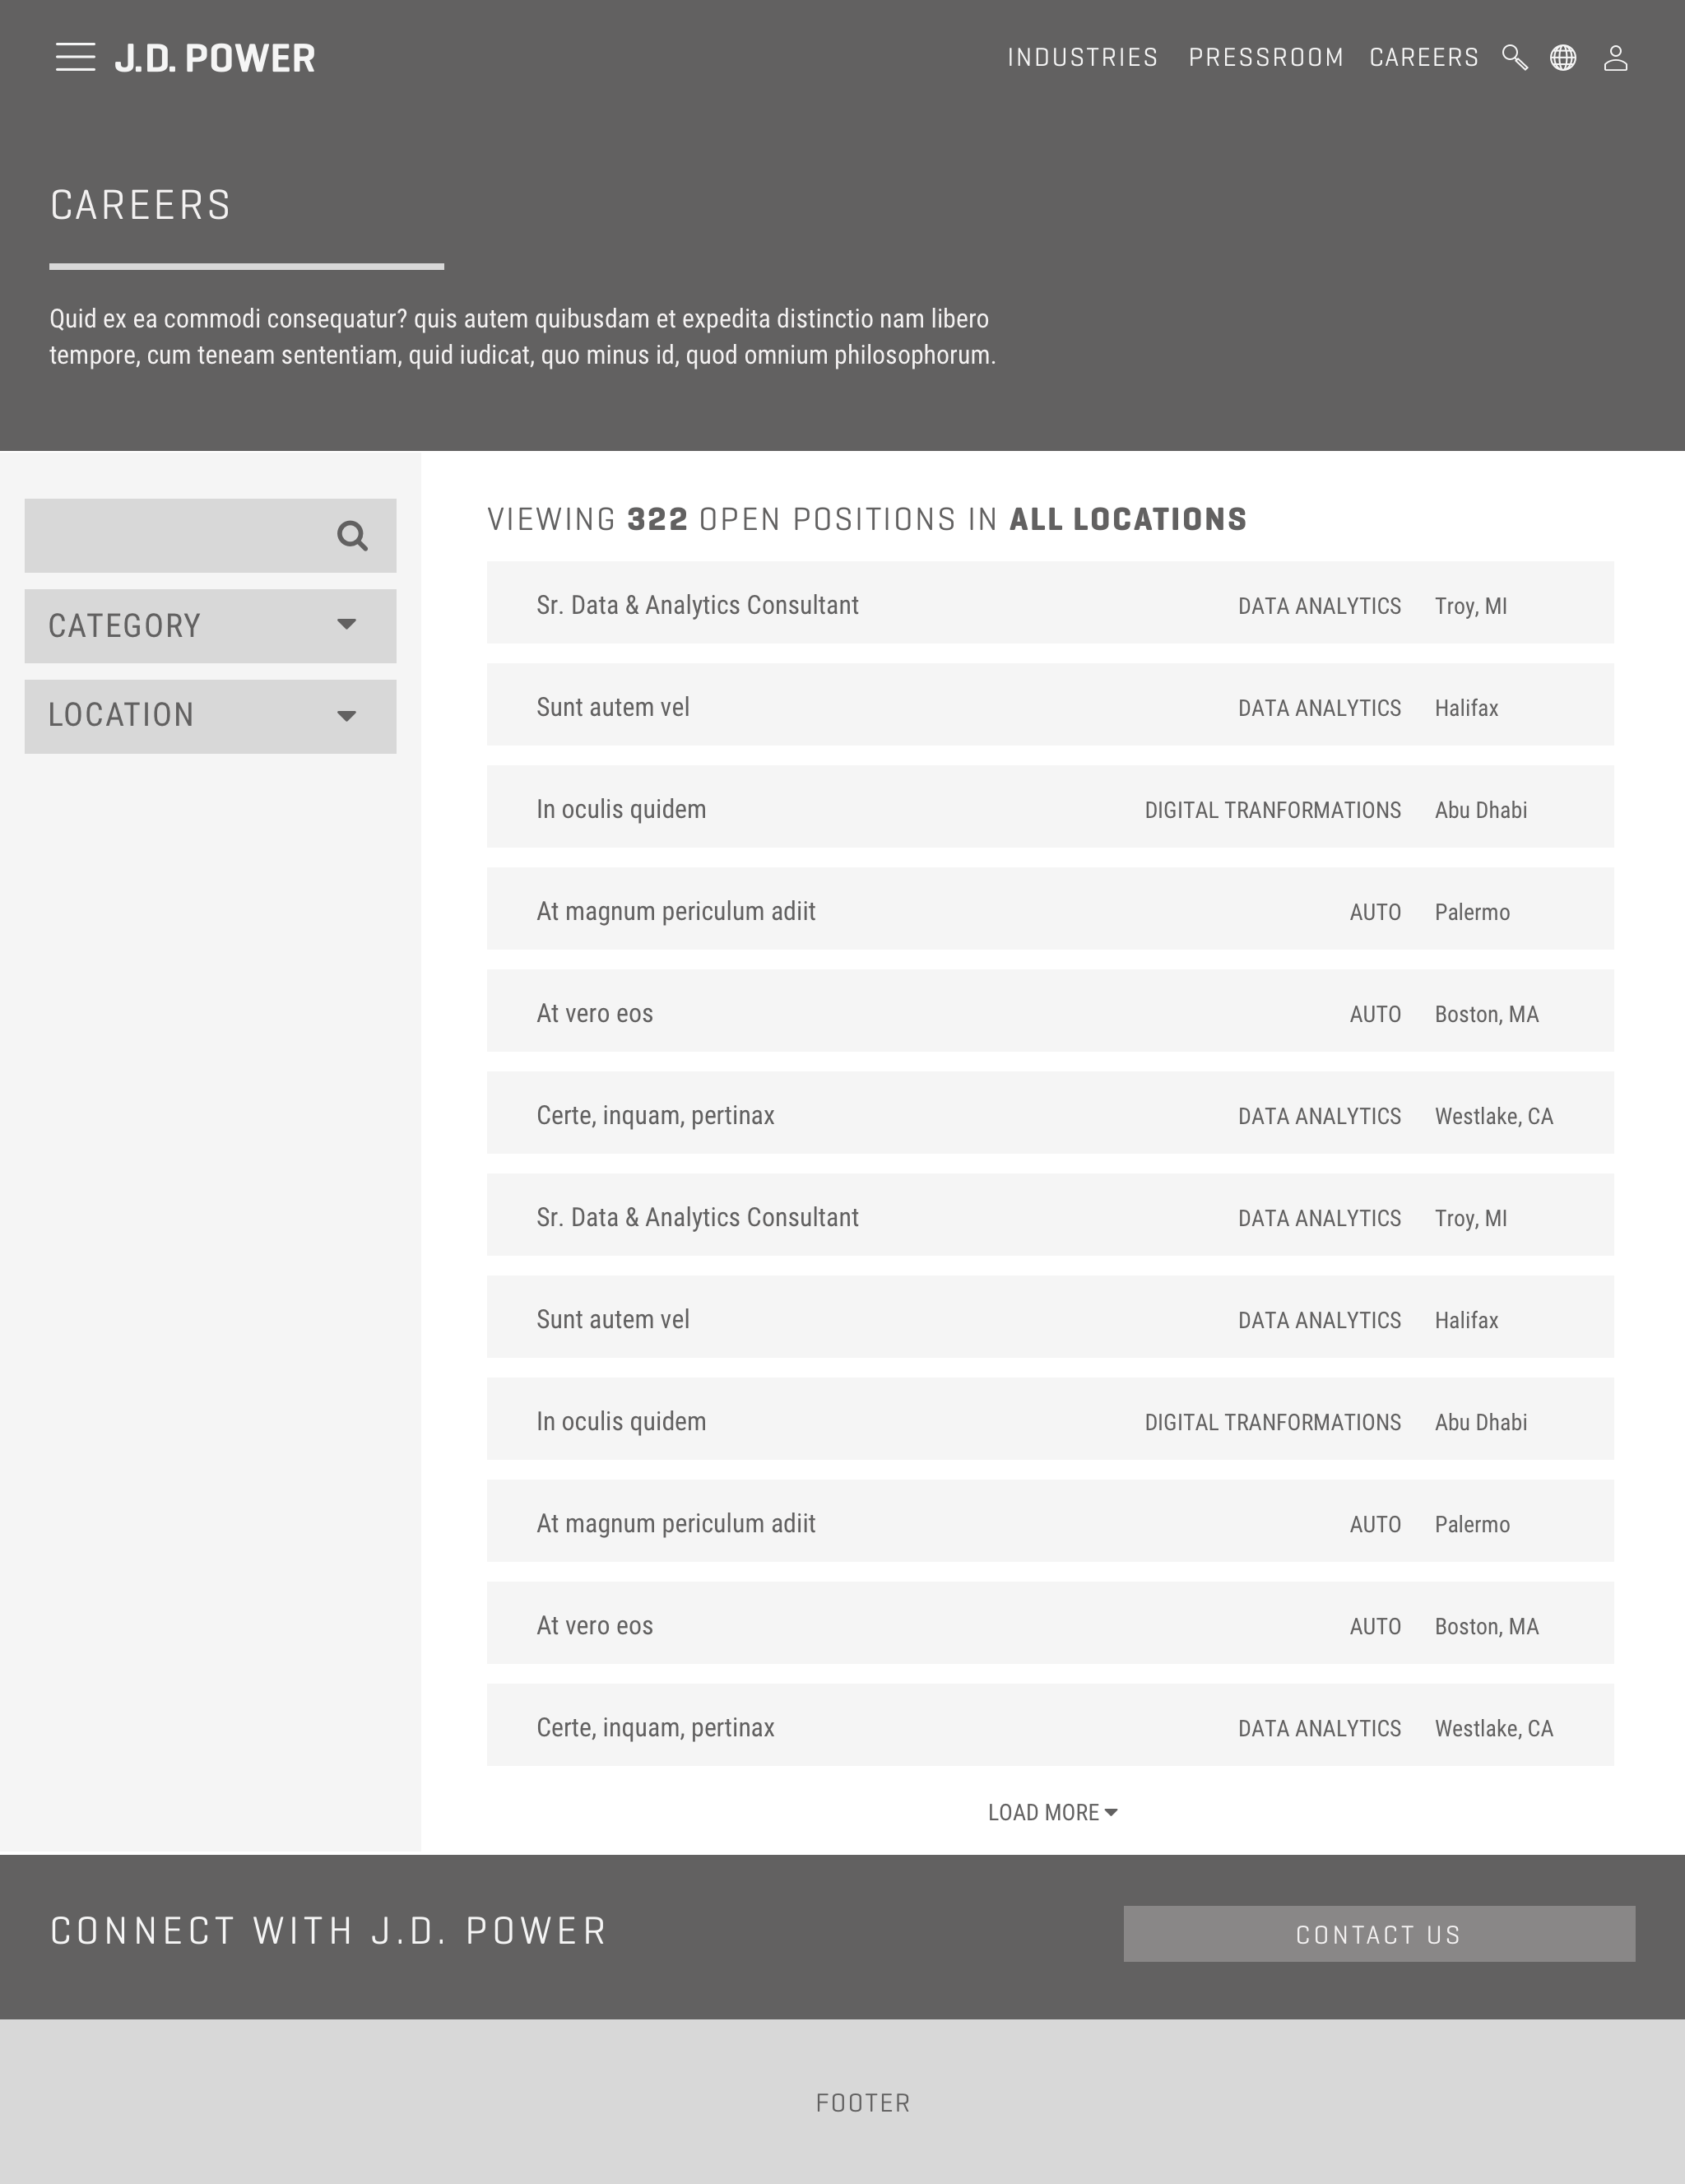 J.D. POWER
INDUSTRIES PRESSROOM CAREERS
CAREERS
Quid ex ea commodi consequatur? quis autem quibusdam et expedita distinctio nam libero
tempore, cum teneam sententiam, quid iudicat, quo minus id, quod omnium philosophorum.
CATEGORY
LOCATION
VIEWING 322 OPEN POSITIONS IN ALL LOCATIONS
Sr. Data & Analytics Consultant DATA ANALYTICS Troy, MI
Sunt autem vel DATA ANALYTICS Halifax
In oculis quidem DIGITAL TRANFORMATIONS Abu Dhabi
At magnum periculum adiit AUTO Palermo
At vero eos AUTO Boston, MA
Certe, inquam, pertinax DATA ANALYTICS Westlake, CA
Sr. Data & Analytics Consultant DATA ANALYTICS Troy, MI
Sunt autem vel DATA ANALYTICS Halifax
In oculis quidem DIGITAL TRANFORMATIONS Abu Dhabi
At magnum periculum adiit AUTO Palermo
At vero eos AUTO Boston, MA
Certe, inquam, pertinax DATA ANALYTICS Westlake, CA
LOAD MORE
CONNECT WITH J.D. POWER
CONTACT US
FOOTER